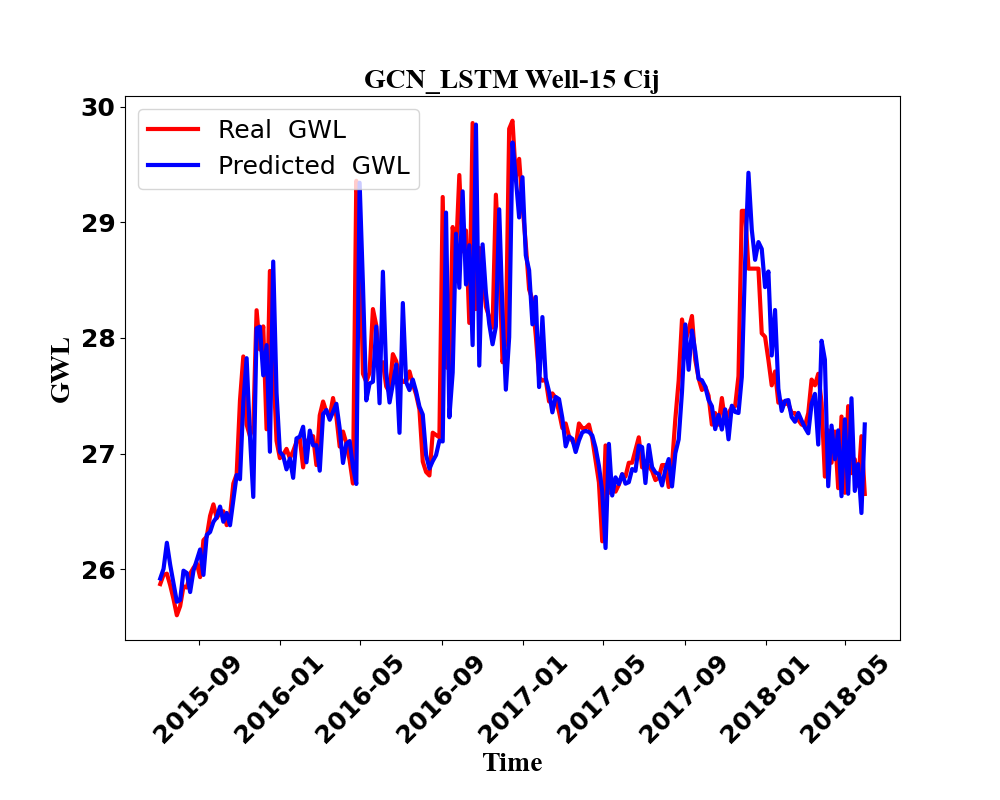 GCN_LSTM Well-15 Cij
Real GWL
Predicted GWL
30
29
28
27
26
GWL
2015-09
2016-01
2016-05
2016-09
2017-01
2017-05
2017-09
2018-01
2018-05
Time